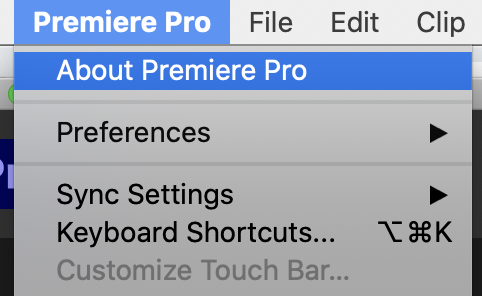 Premiere Pro File Edit Clip
About Premiere Pro
Preferences ▶
Sync Settings ▶
Keyboard Shortcuts... ⌥⌘K
Customize Touch Bar...